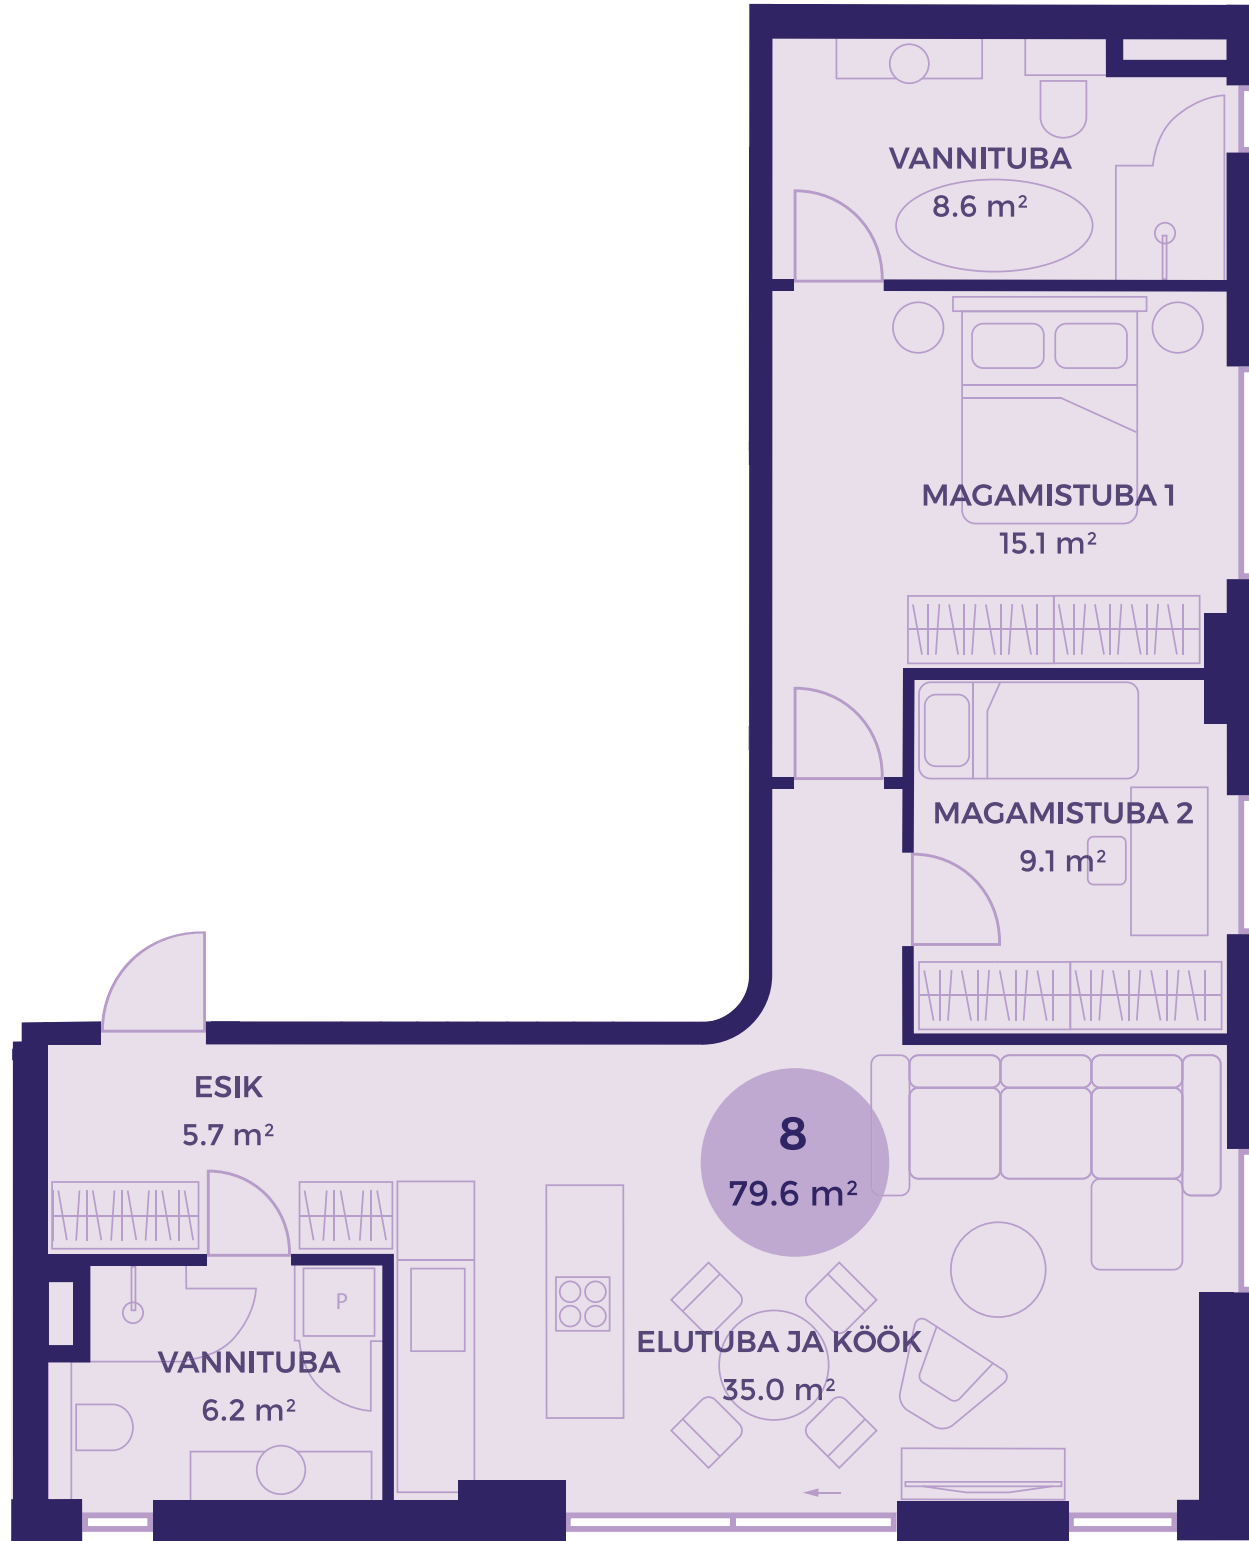 VANNITUBA
8.6 m²
MAGAMISTUBA 1
15.1 m²
MAGAMISTUBA 2
9.1 m²
ESIK
5.7 m²
8
79.6 m²
P
ELUTUBA JA KÖÖK
35.0 m²
VANNITUBA
6.2 m²